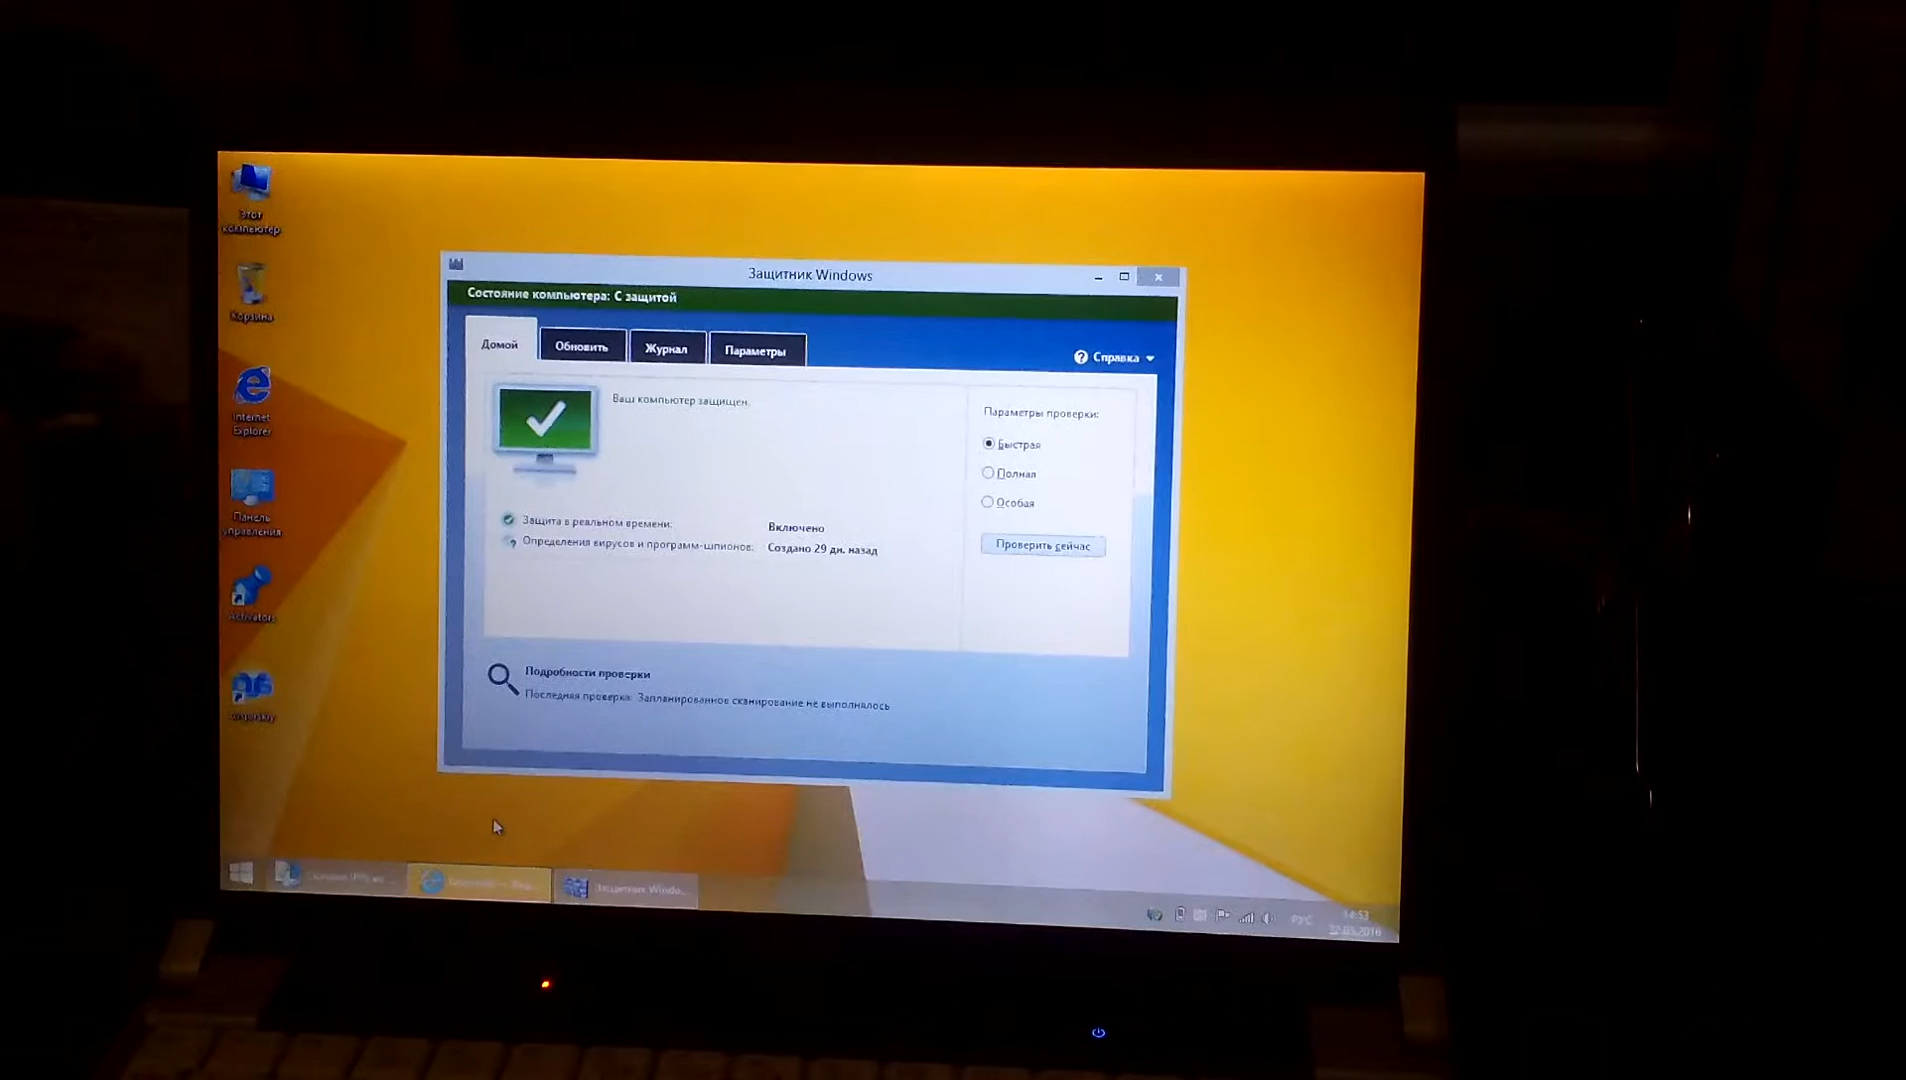 Этот
компьютер
Корзина
Internet
Explorer
Панель
управления
Activators
Защитник Windows
Состояние компьютера: С защитой
Домой
Обновить
Журнал
Параметры
Справка
Ваш компьютер защищен.
Параметры проверки:
Быстрая
Полная
Особая
Проверить сейчас
Защита в реальном времени:
Включено
Определения вирусов и программ-шпионов:
Создано 29 дн. назад
Подробности проверки
Последняя проверка: Запланированное сканирование не выполнялось
Защитник Windo...
РУС
14:53
22.03.2016